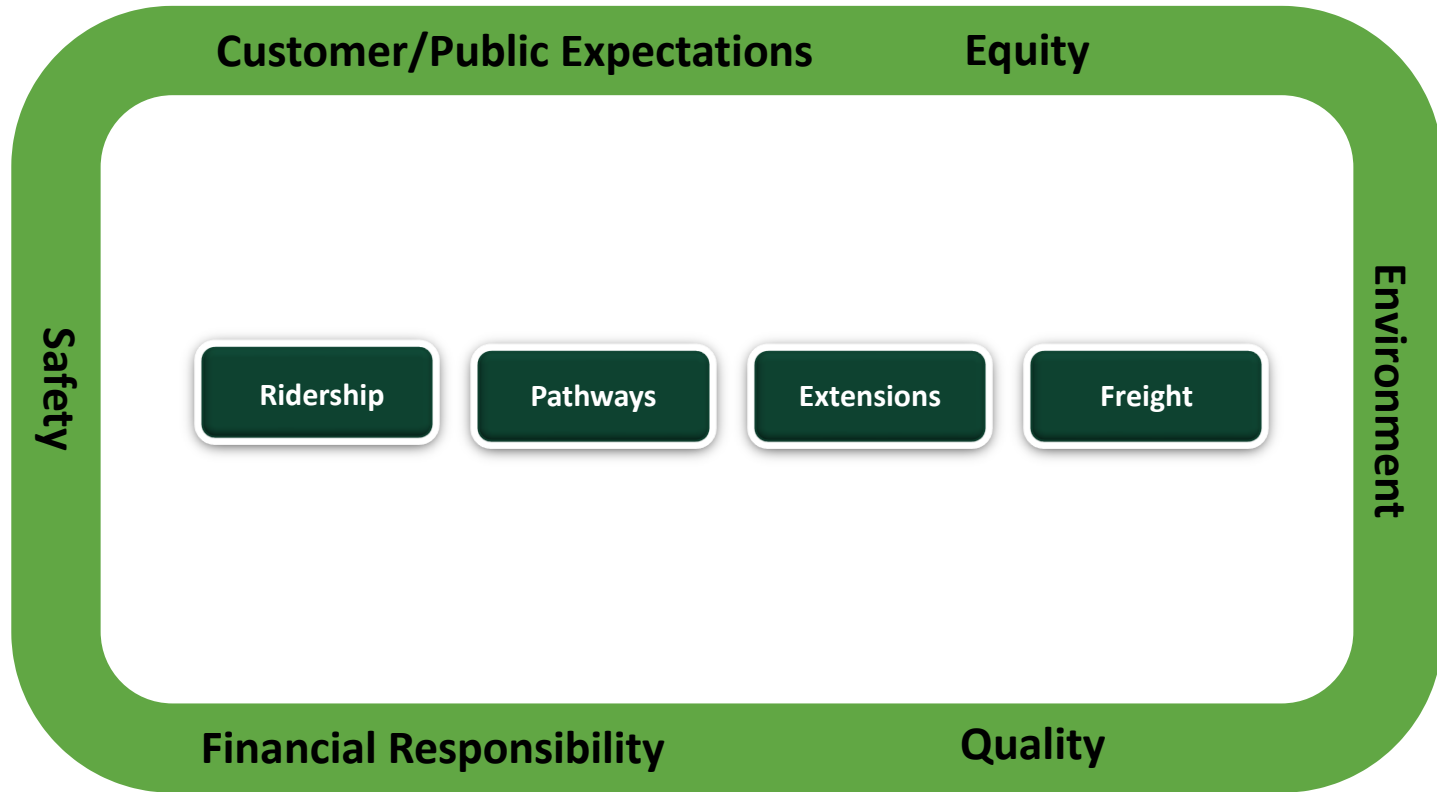 Customer/Public Expectations
Equity
Safety
Environment
Ridership
Pathways
Extensions
Freight
Financial Responsibility
Quality